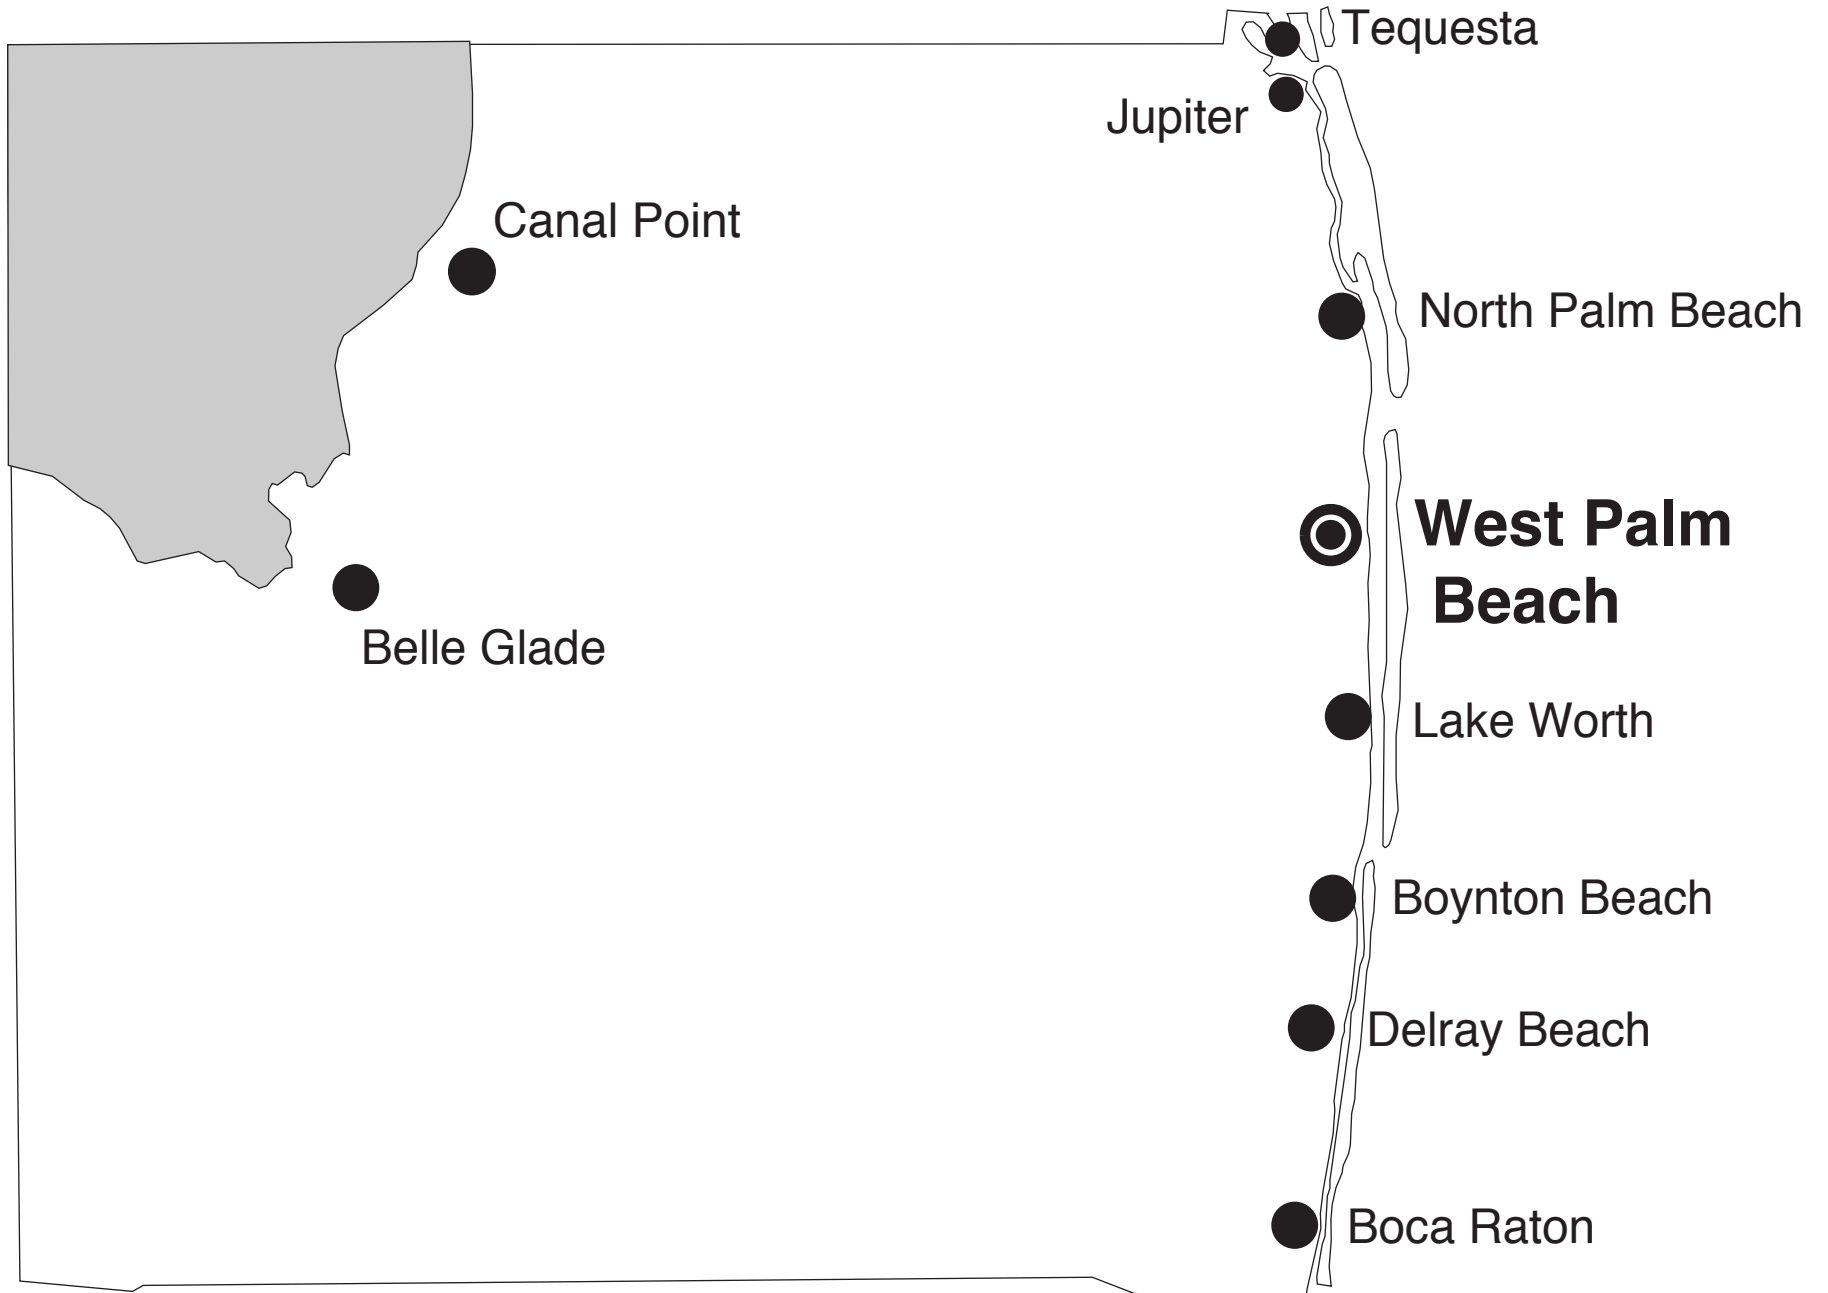 Tequesta
Jupiter
Canal Point
North Palm Beach
West Palm
Beach
Belle Glade
Lake Worth
Boynton Beach
Delray Beach
Boca Raton